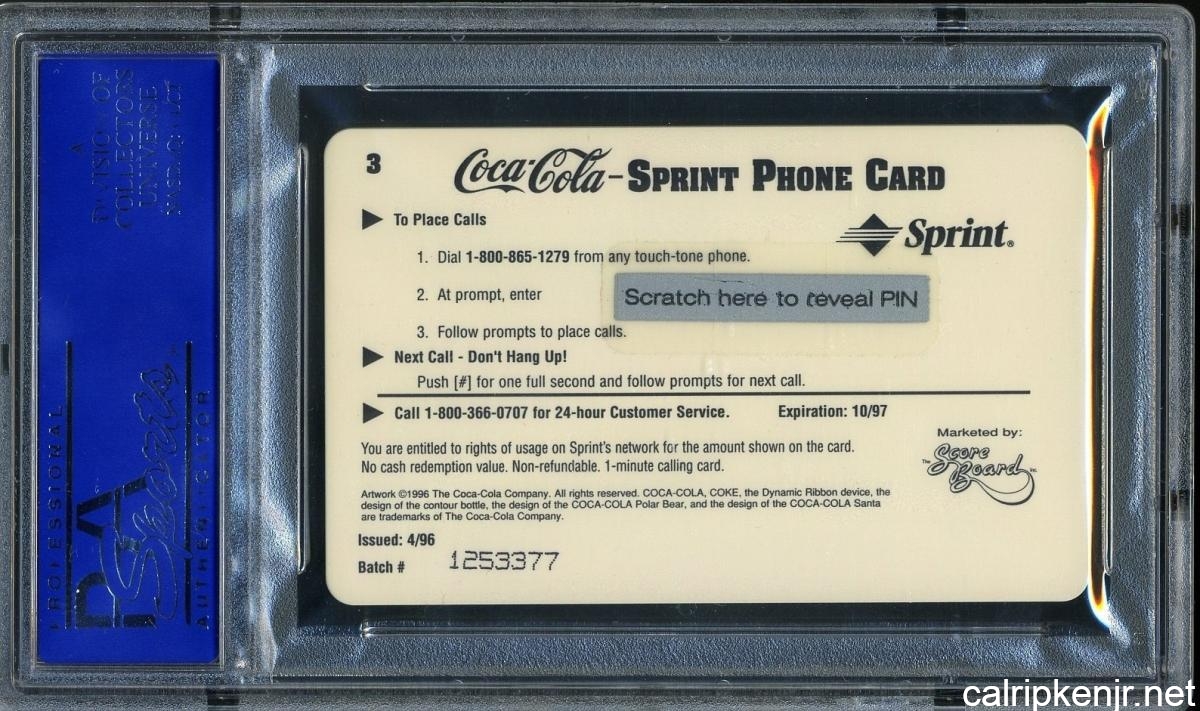 A
DIVISION OF
COLLECTORS
UNIVERSE
NASDAQ: CLCT
PROFESSIONAL
PSA
Sports
AUTHENTICATOR
3
Coca-Cola - SPRINT PHONE CARD
▶ To Place Calls
Sprint®
1. Dial 1-800-865-1279 from any touch-tone phone.
2. At prompt, enter
Scratch here to reveal PIN
3. Follow prompts to place calls.
▶ Next Call - Don't Hang Up!
Push [#] for one full second and follow prompts for next call.
▶ Call 1-800-366-0707 for 24-hour Customer Service. Expiration: 10/97
You are entitled to rights of usage on Sprint's network for the amount shown on the card.
No cash redemption value. Non-refundable. 1-minute calling card.
Marketed by:
The Score Board Inc.
Artwork ©1996 The Coca-Cola Company. All rights reserved. COCA-COLA, COKE, the Dynamic Ribbon device, the
design of the contour bottle, the design of the COCA-COLA Polar Bear, and the design of the COCA-COLA Santa
are trademarks of The Coca-Cola Company.
Issued: 4/96
Batch # 1253377
calripkenjr.net